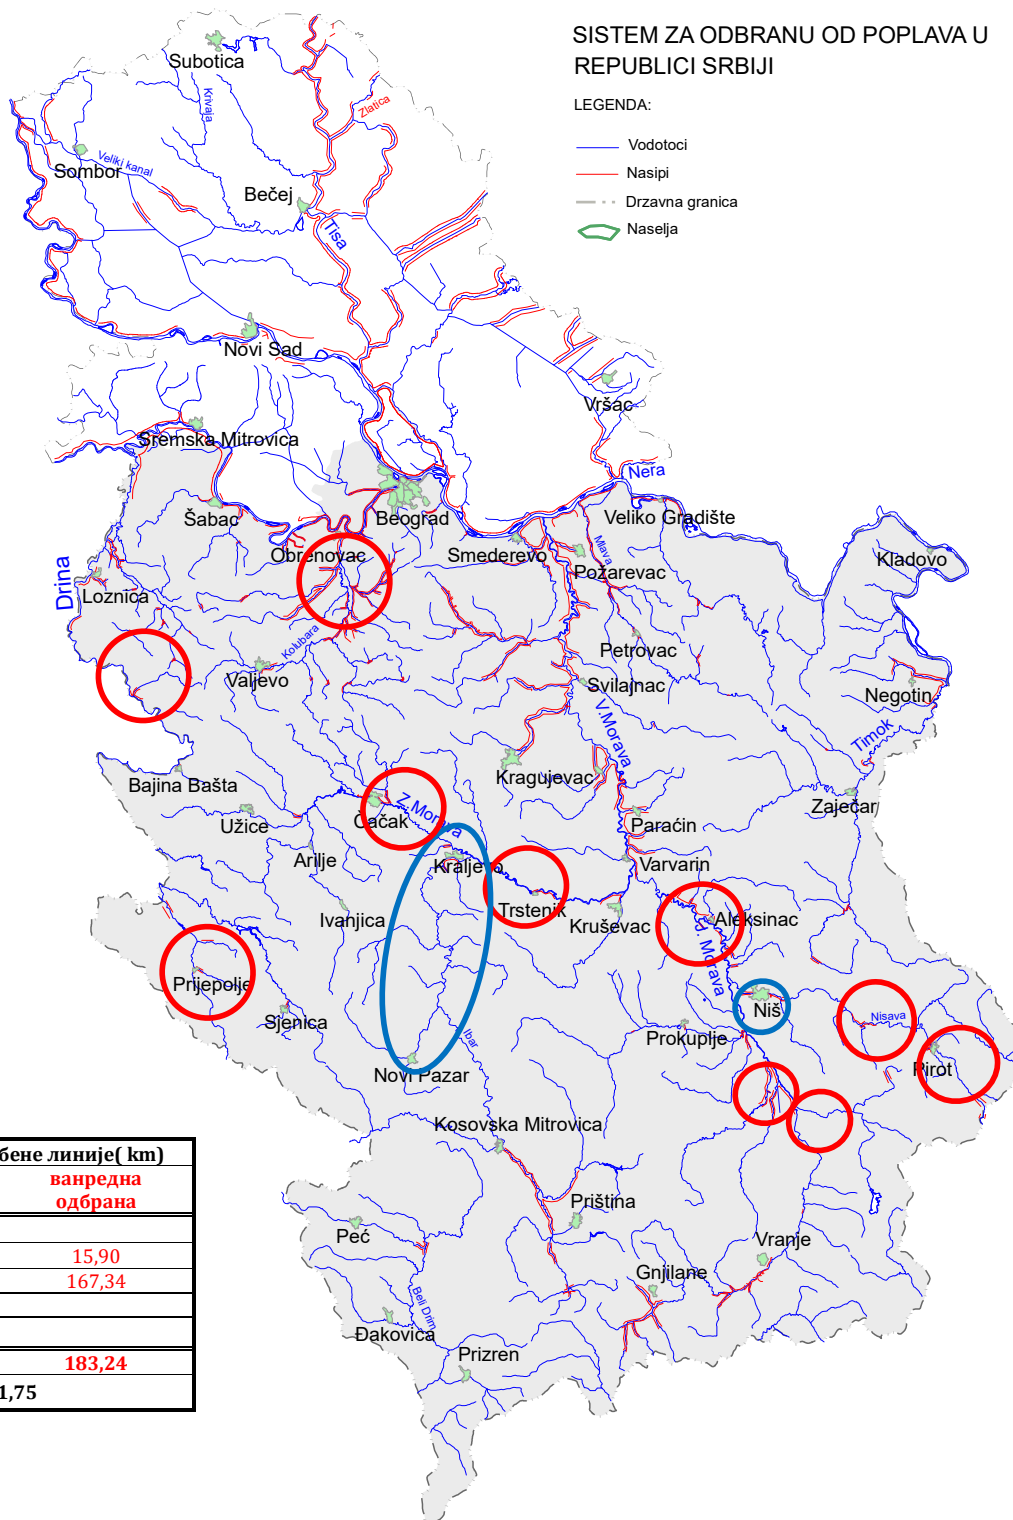 SISTEM ZA ODBRANU OD POPLAVA U
REPUBLICI SRBIJI
LEGENDA:
Vodotoci
Nasipi
Drzavna granica
Naselja
Subotica
Krivaja
Zlatica
Sombor
Veliki kanal
Bečej
Tisa
Novi Sad
Vršac
Sremska Mitrovica
Nera
Šabac
Beograd
Veliko Gradište
Obrenovac
Smederevo
Mlava
Požarevac
Kladovo
Drina
Loznica
Kolubara
Petrovac
Valjevo
Svilajnac
Negotin
V.Morava
Timok
Bajina Bašta
Kragujevac
Zaječar
Užice
Čačak
Z.Morava
Paraćin
Arilje
Kraljevo
Varvarin
Ivanjica
Trstenik
Kruševac
Aleksinac
J. Morava
Prijepolje
Sjenica
Niš
Nisava
Ibar
Prokuplje
Pirot
Novi Pazar
Kosovska Mitrovica
Priština
Peć
Vranje
Gnjilane
Beli Drim
Đakovica
Prizren
бене линије( km)
ванредна
одбрана
15,90
167,34
183,24
1,75